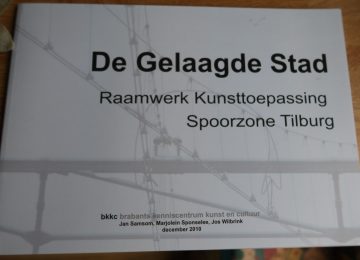 De Gelaagde Stad
Raamwerk Kunsttoepassing
Spoorzone Tilburg
bkkc brabants kenniscentrum kunst en cultuur
Jan Samsom, Marjolein Sponselee, Jos Wilbrink
december 2010